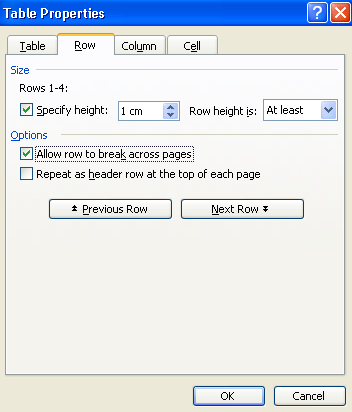 Table Properties
Table Row Column Cell
Size
Rows 1-4:
Specify height: 1 cm Row height is: At least
Options
Allow row to break across pages
Repeat as header row at the top of each page
Previous Row Next Row
OK Cancel